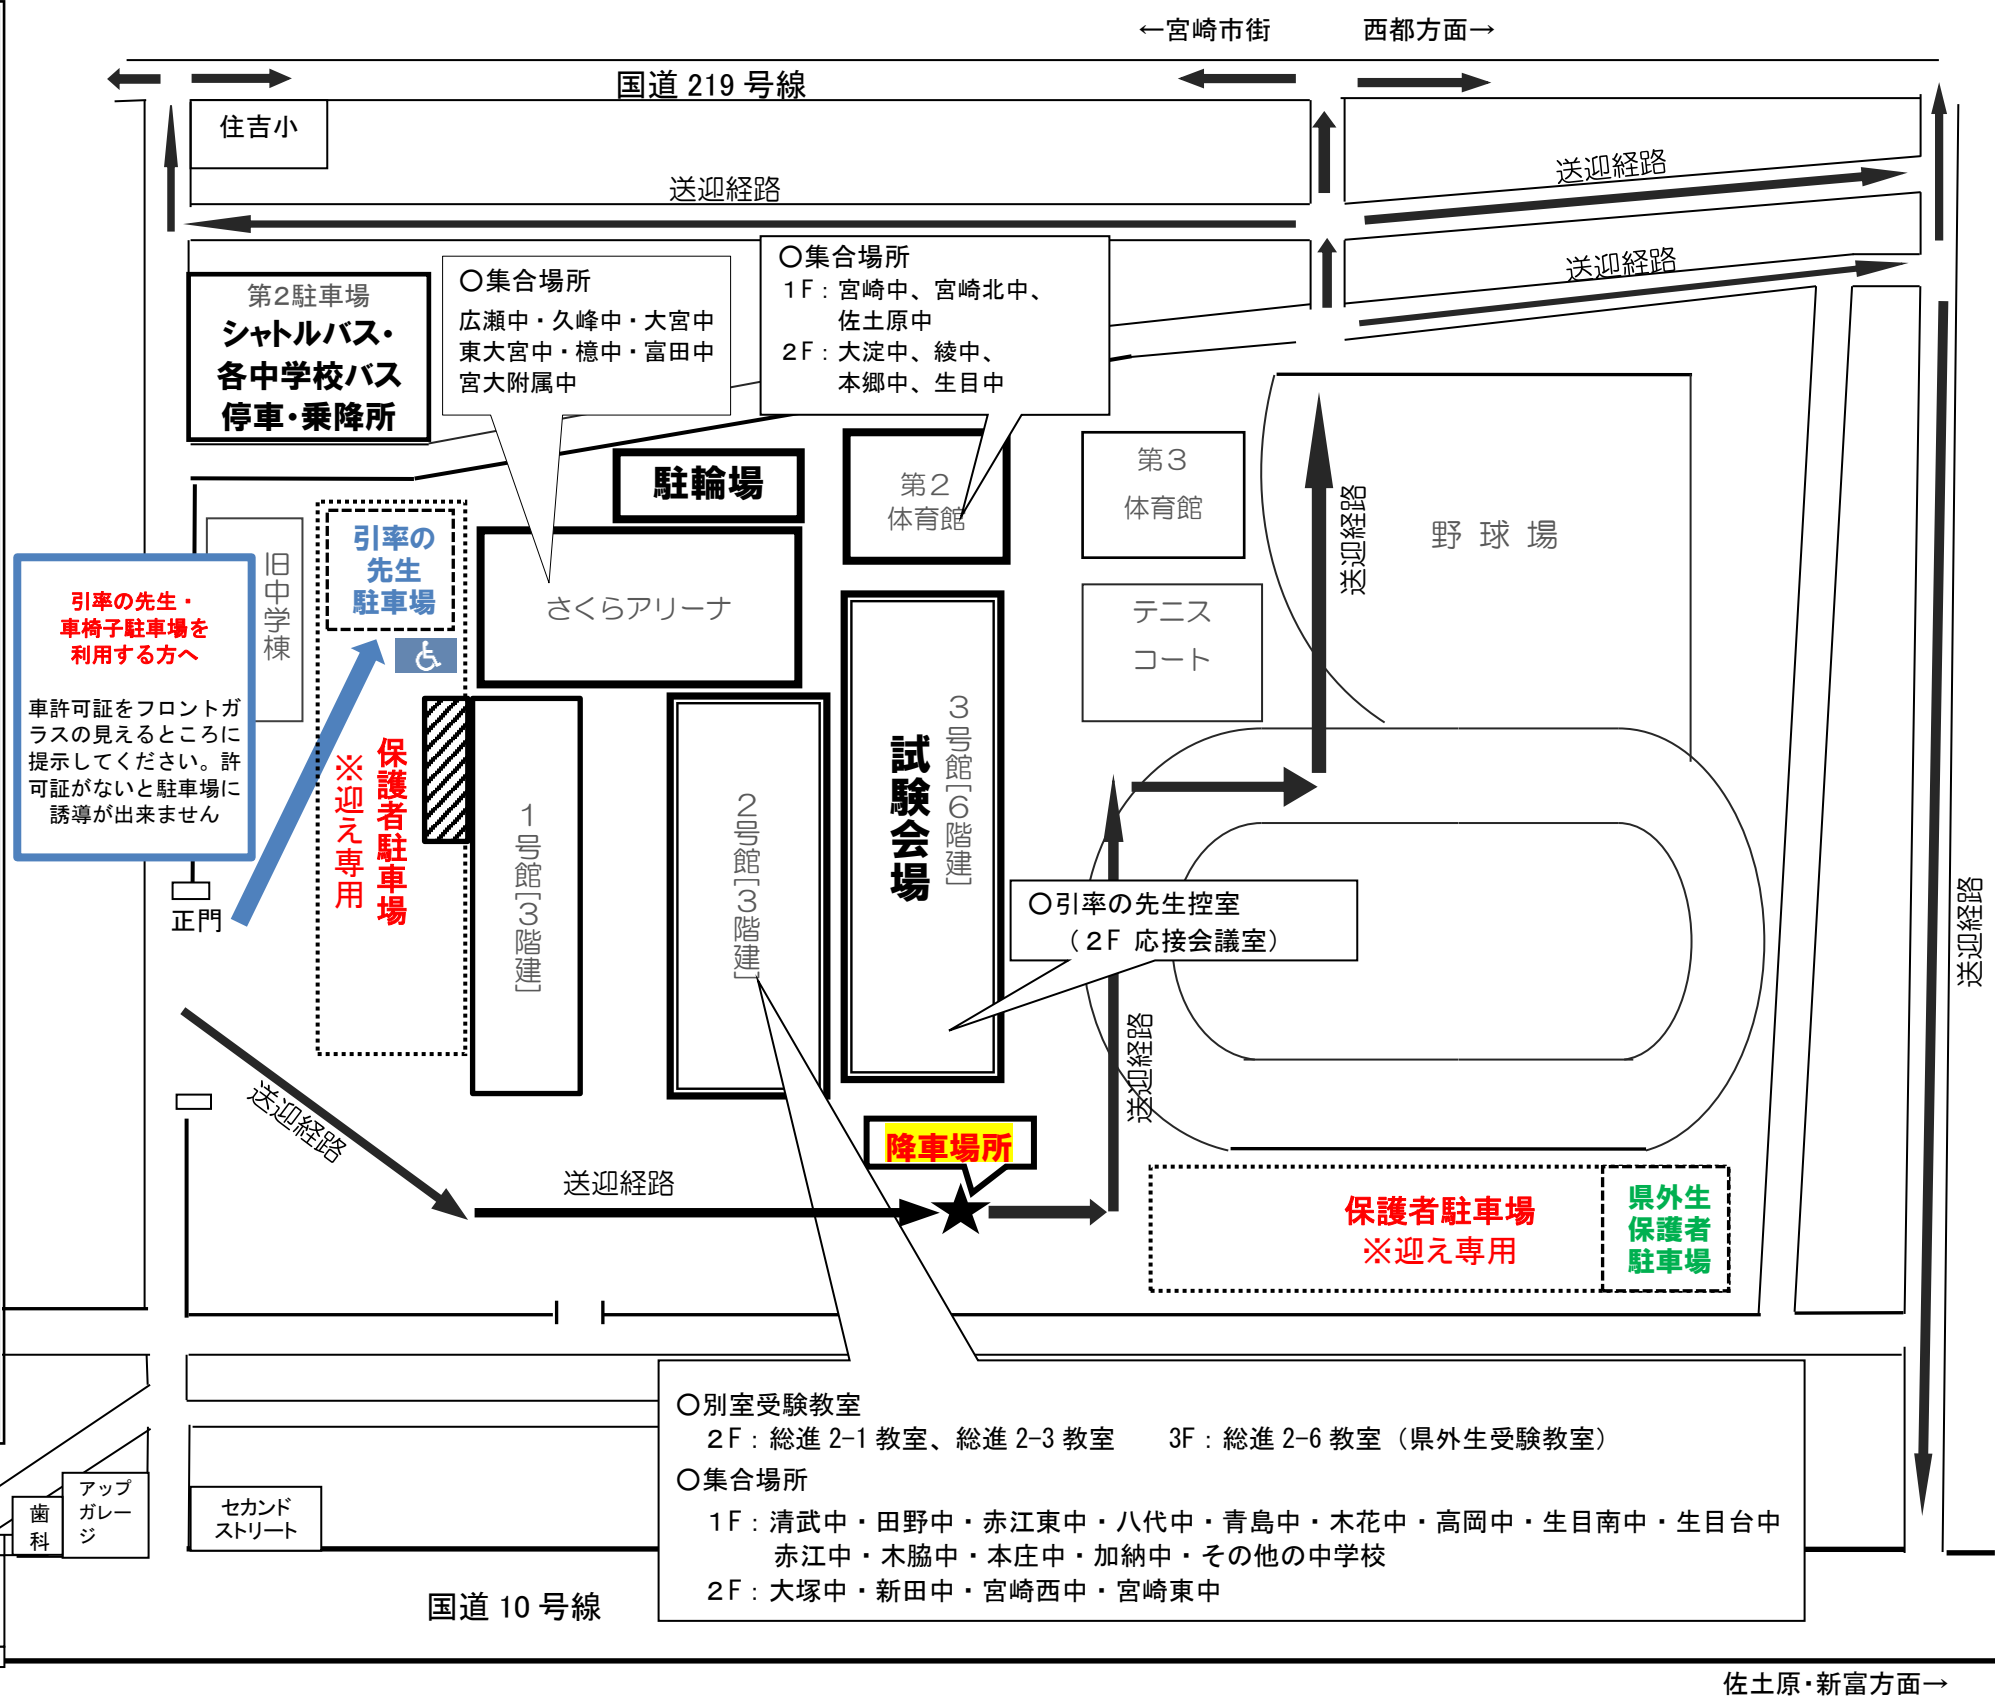 ←宮崎市街　　西都方面→
国道 219 号線
住吉小
送迎経路
送迎経路
送迎経路
第2駐車場
シャトルバス・
各中学校バス
停車・乗降所
○集合場所
広瀬中・久峰中・大宮中
東大宮中・檍中・富田中
宮大附属中
○集合場所
1F：宮崎中、宮崎北中、
佐土原中
2F：大淀中、綾中、
本郷中、生目中
駐輪場
第2
体育館
第3
体育館
野 球 場
送迎経路
旧中学棟
引率の
先生
駐車場
さくらアリーナ
テニス
コート
引率の先生・
車椅子駐車場を
利用する方へ
車許可証をフロントガ
ラスの見えるところに
提示してください。許
可証がないと駐車場に
誘導が出来ません
保護者駐車場
※迎え専用
1号館[3階建]
2号館[3階建]
3号館[6階建]
試験会場
正門
○引率の先生控室
（2F 応接会議室）
送迎経路
送迎経路
送迎経路
送迎経路
降車場所
保護者駐車場
※迎え専用
県外生
保護者
駐車場
○別室受験教室
2F：総進 2-1 教室、総進 2-3 教室　　3F：総進 2-6 教室（県外生受験教室）
○集合場所
1F：清武中・田野中・赤江東中・八代中・青島中・木花中・高岡中・生目南中・生目台中
赤江中・木脇中・本庄中・加納中・その他の中学校
2F：大塚中・新田中・宮崎西中・宮崎東中
歯科
アップ
ガレー
ジ
セカンド
ストリート
国道 10 号線
佐土原・新富方面→